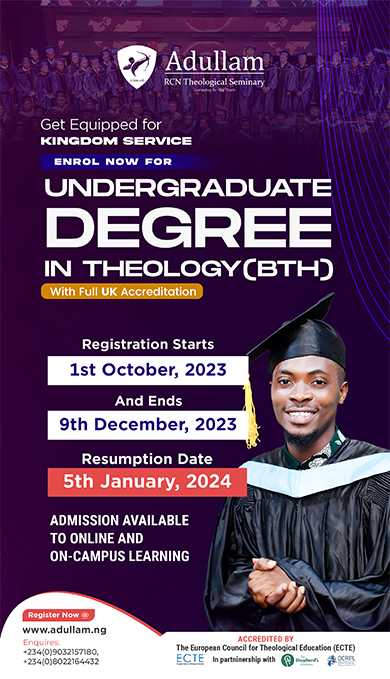 Adullam
RCN Theological Seminary
Get Equipped for
KINGDOM SERVICE
ENROL NOW FOR
UNDERGRADUATE
DEGREE
IN THEOLOGY(BTH)
With Full UK Accreditation
Registration Starts
1st October, 2023
And Ends
9th December, 2023
Resumption Date
5th January, 2024
ADMISSION AVAILABLE
TO ONLINE AND
ON-CAMPUS LEARNING
Register Now @
www.adullam.ng
Enquires:
+234(0)9032157180,
+234(0)8022164432
ACCREDITED BY
The European Council for Theological Education (ECTE)
ECTE
In partninership with
The Shepherd's